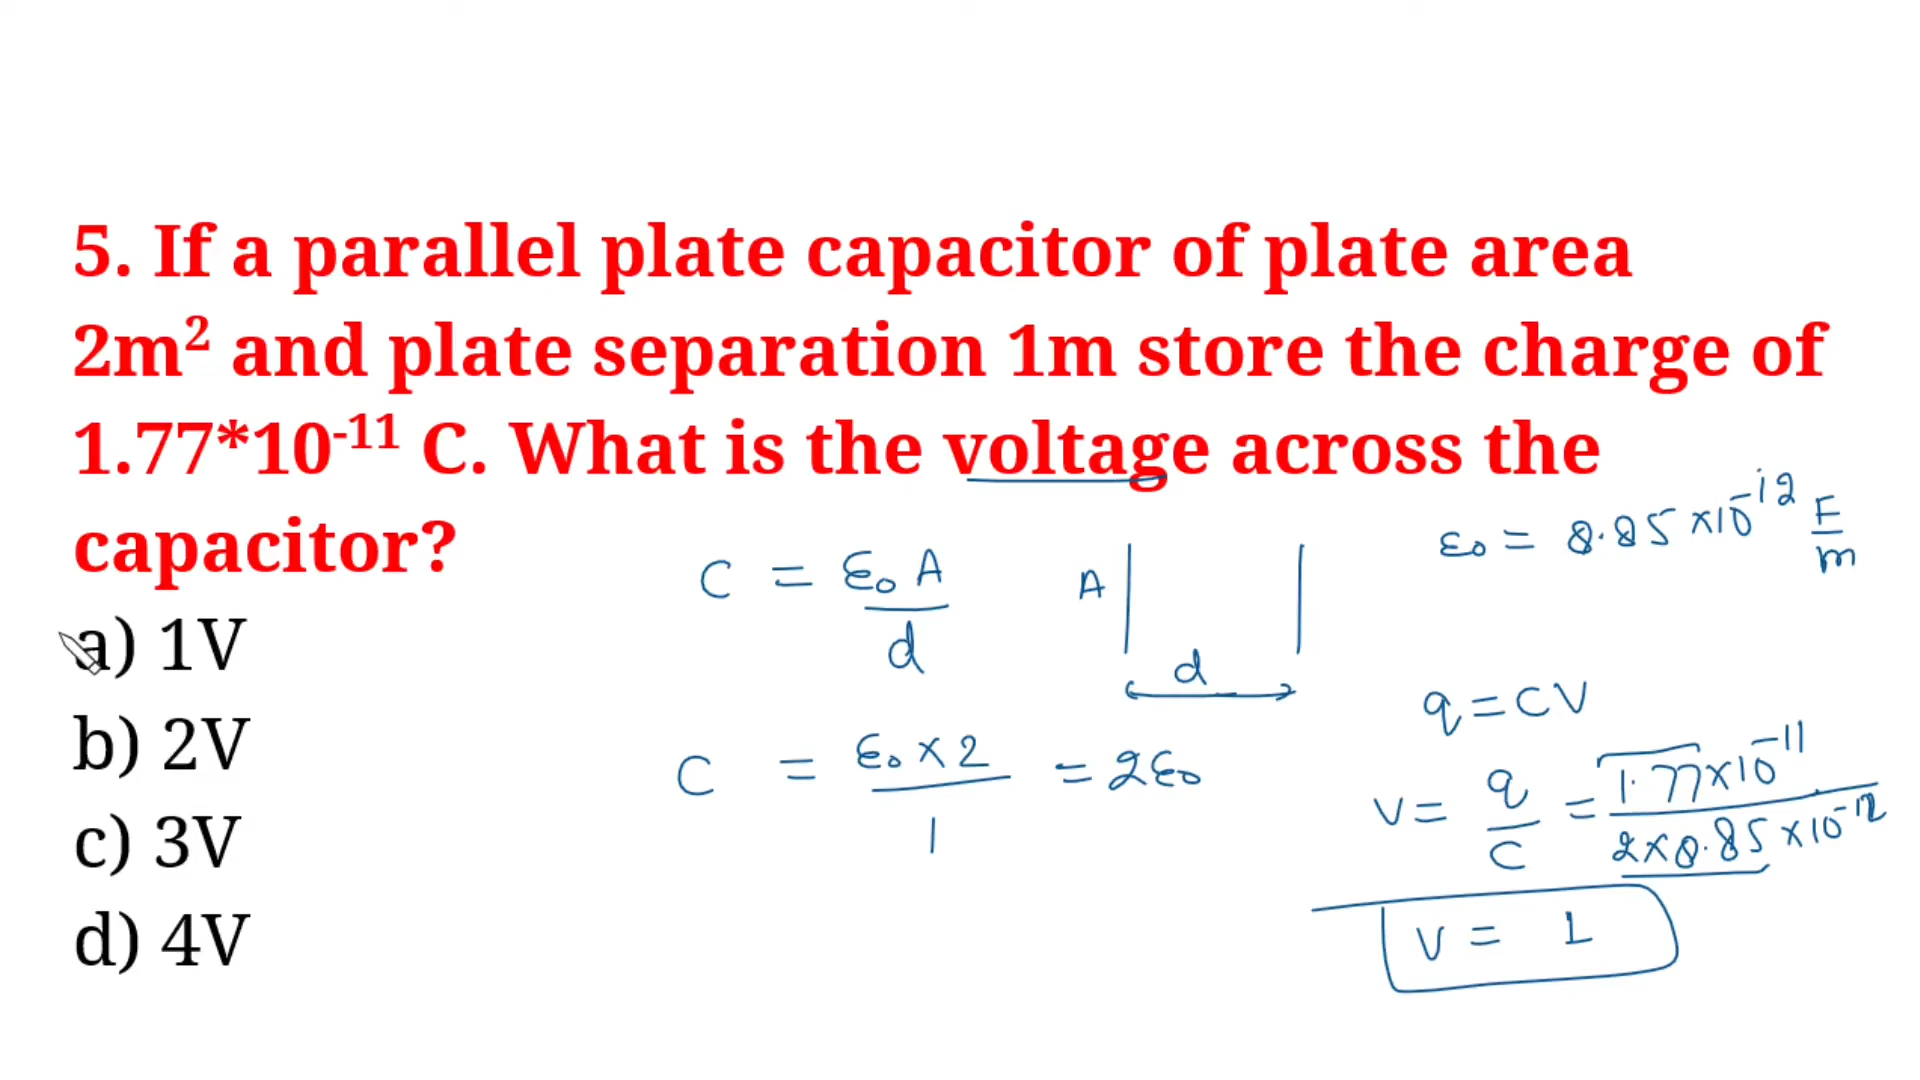 5. If a parallel plate capacitor of plate area
2m² and plate separation 1m store the charge of
1.77*10⁻¹¹ C. What is the voltage across the
capacitor?
a) 1V
b) 2V
c) 3V
d) 4V
C = ε₀ A / d
A
d
ε₀ = 8.85 ×10⁻¹² F/m
C = ε₀ × 2 / 1 = 2ε₀
q = CV
V = q / C = 1.77×10⁻¹¹ / 2×8.85×10⁻¹²
V = 1